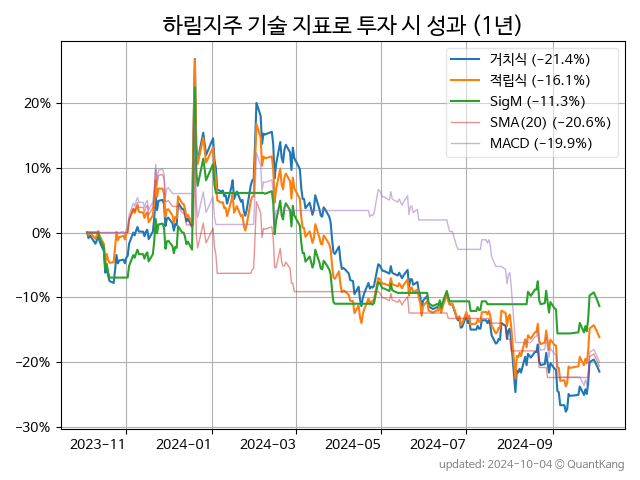 하림지주 기술 지표로 투자 시 성과 (1년)
거치식 (−21.4%)
적립식 (−16.1%)
SigM (−11.3%)
SMA(20) (−20.6%)
MACD (−19.9%)
20%
10%
0%
−10%
−20%
−30%
2023-11
2024-01
2024-03
2024-05
2024-07
2024-09
updated: 2024-10-04 © QuantKang